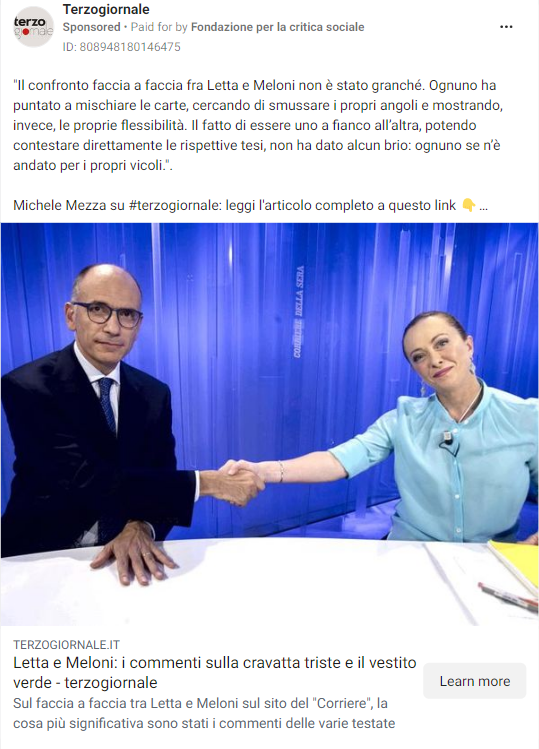 terzo
giornale
Terzogiornale
Sponsored • Paid for by Fondazione per la critica sociale
ID: 808948180146475
"Il confronto faccia a faccia fra Letta e Meloni non è stato granché. Ognuno ha
puntato a mischiare le carte, cercando di smussare i propri angoli e mostrando,
invece, le proprie flessibilità. Il fatto di essere uno a fianco all’altra, potendo
contestare direttamente le rispettive tesi, non ha dato alcun brio: ognuno se n’è
andato per i propri vicoli.".
Michele Mezza su #terzogiornale: leggi l'articolo completo a questo link 👇 ...
CORRIERE DELLA SERA
TERZOGIORNALE.IT
Letta e Meloni: i commenti sulla cravatta triste e il vestito
verde - terzogiornale
Sul faccia a faccia tra Letta e Meloni sul sito del "Corriere", la
cosa più significativa sono stati i commenti delle varie testate
Learn more